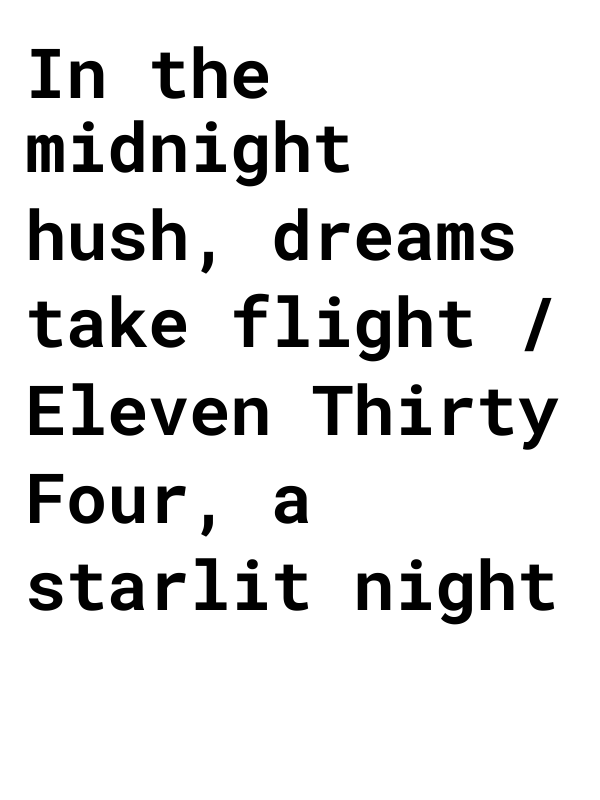 In the
midnight
hush, dreams
take flight /
Eleven Thirty
Four, a
starlit night